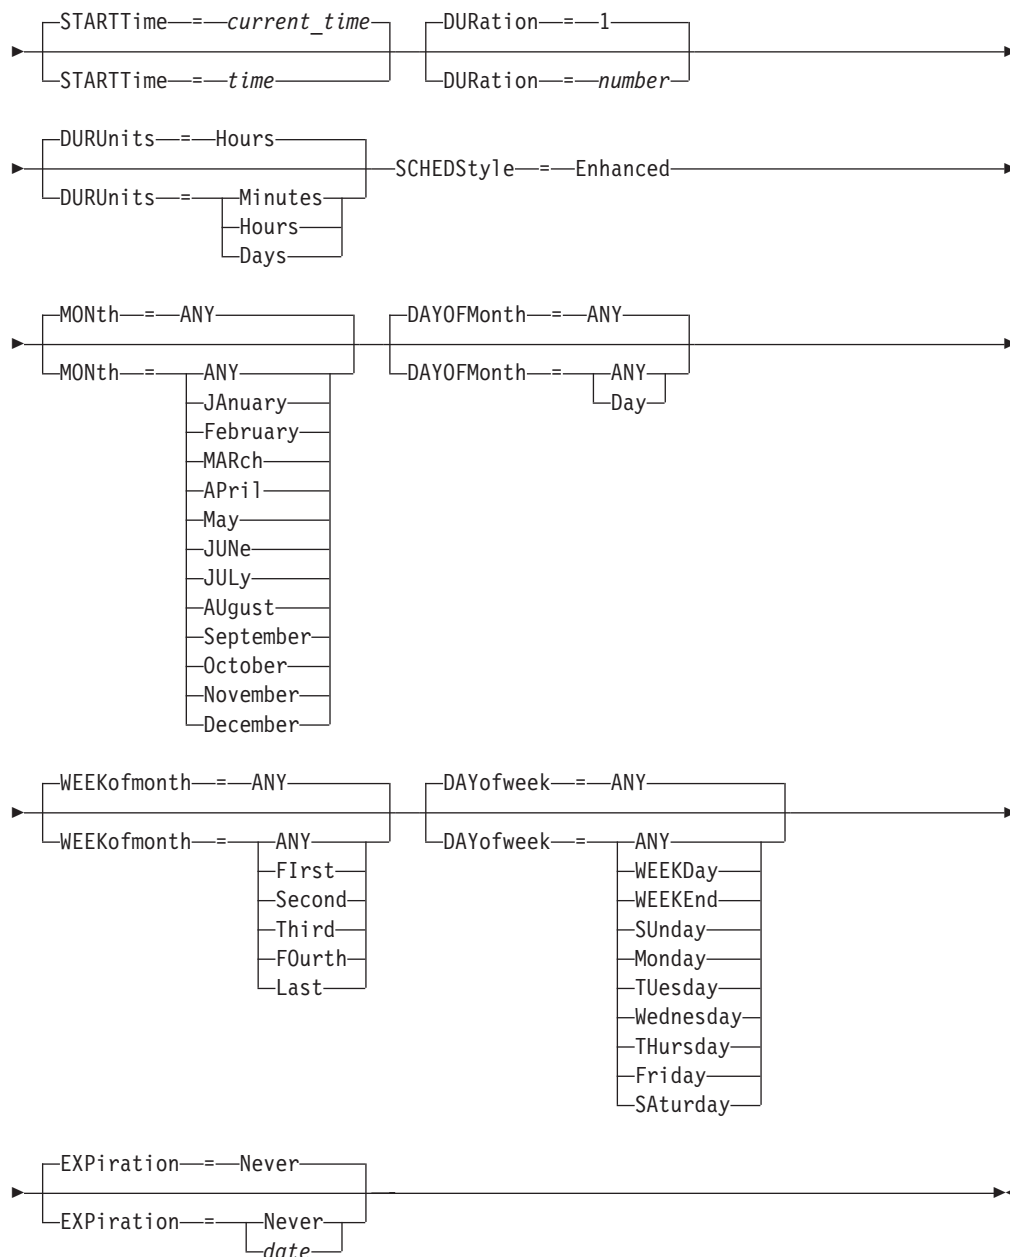 STARTTime = current_time DURation = 1
STARTTime = time DURation = number
DURUnits = Hours
SCHEDStyle = Enhanced
DURUnits = Minutes
Hours
Days
MONth = ANY DAYOFMonth = ANY
MONth = ANY DAYOFMonth = ANY
JAnuary Day
February
MARch
APril
May
JUNe
JULy
AUgust
September
October
November
December
WEEKofmonth = ANY DAYofweek = ANY
WEEKofmonth = ANY DAYofweek = ANY
FIrst WEEKDay
Second WEEKEnd
Third SUnday
FOurth Monday
Last TUesday
Wednesday
THursday
Friday
SAturday
EXPiration = Never
EXPiration = Never
date